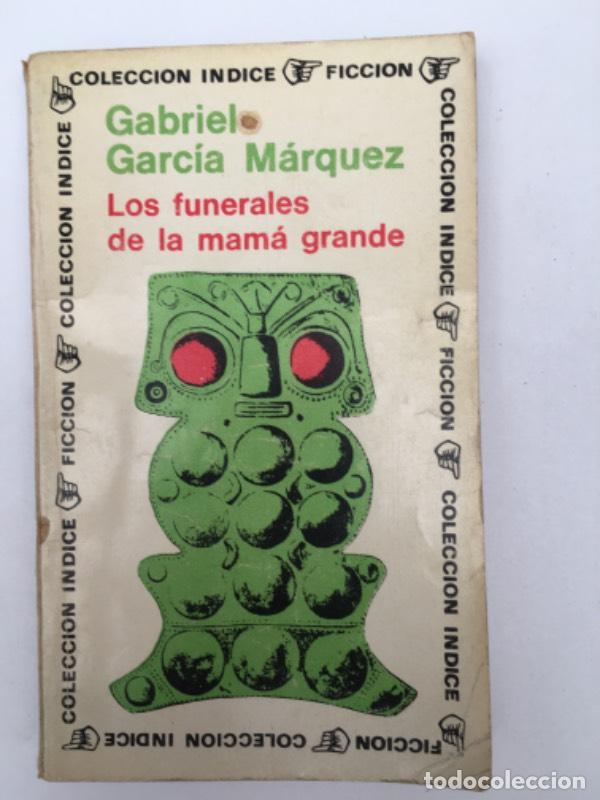 COLECCION INDICE FICCION
Gabriel
García Márquez
Los funerales
de la mamá grande
COLECCION INDICE FICCION COLECCION INDICE
COLECCION INDICE FICCION COLECCION INDICE
FICCION COLECCION INDICE
todocoleccion